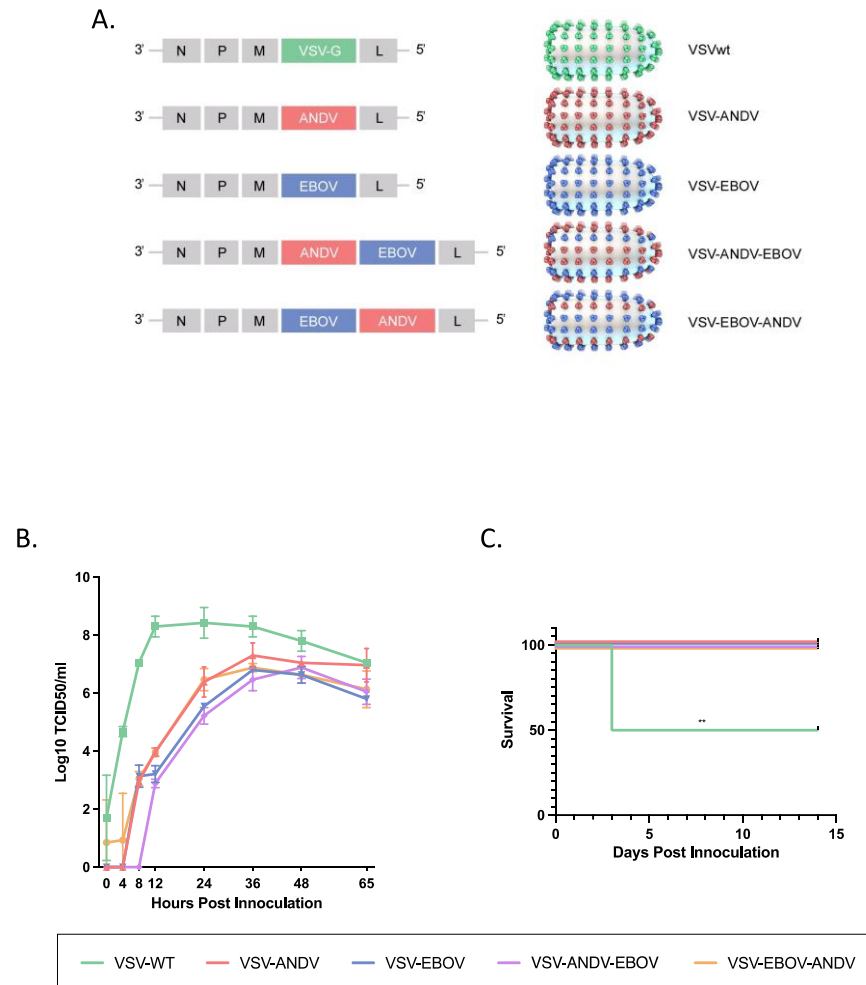 A.
3' N P M VSV-G L 5' VSVwt
3' N P M ANDV L 5' VSV-ANDV
3' N P M EBOV L 5' VSV-EBOV
3' N P M ANDV EBOV L 5' VSV-ANDV-EBOV
3' N P M EBOV ANDV L 5' VSV-EBOV-ANDV
B.
Log10 TCID50/ml
10
8
6
4
2
0
0 4 8 12 24 36 48 65
Hours Post Innoculation
C.
Survival
100
50
0
**
0 5 10 15
Days Post Innoculation
VSV-WT VSV-ANDV VSV-EBOV VSV-ANDV-EBOV VSV-EBOV-ANDV